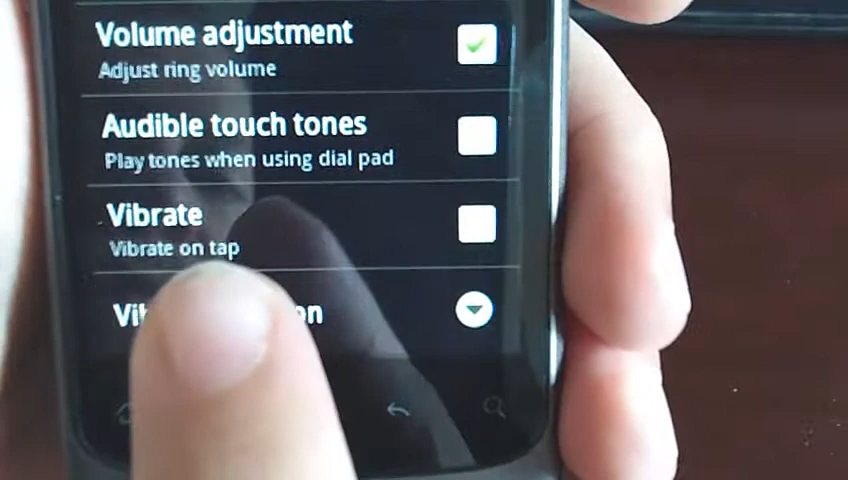 Volume adjustment
Adjust ring volume
Audible touch tones
Play tones when using dial pad
Vibrate
Vibrate on tap